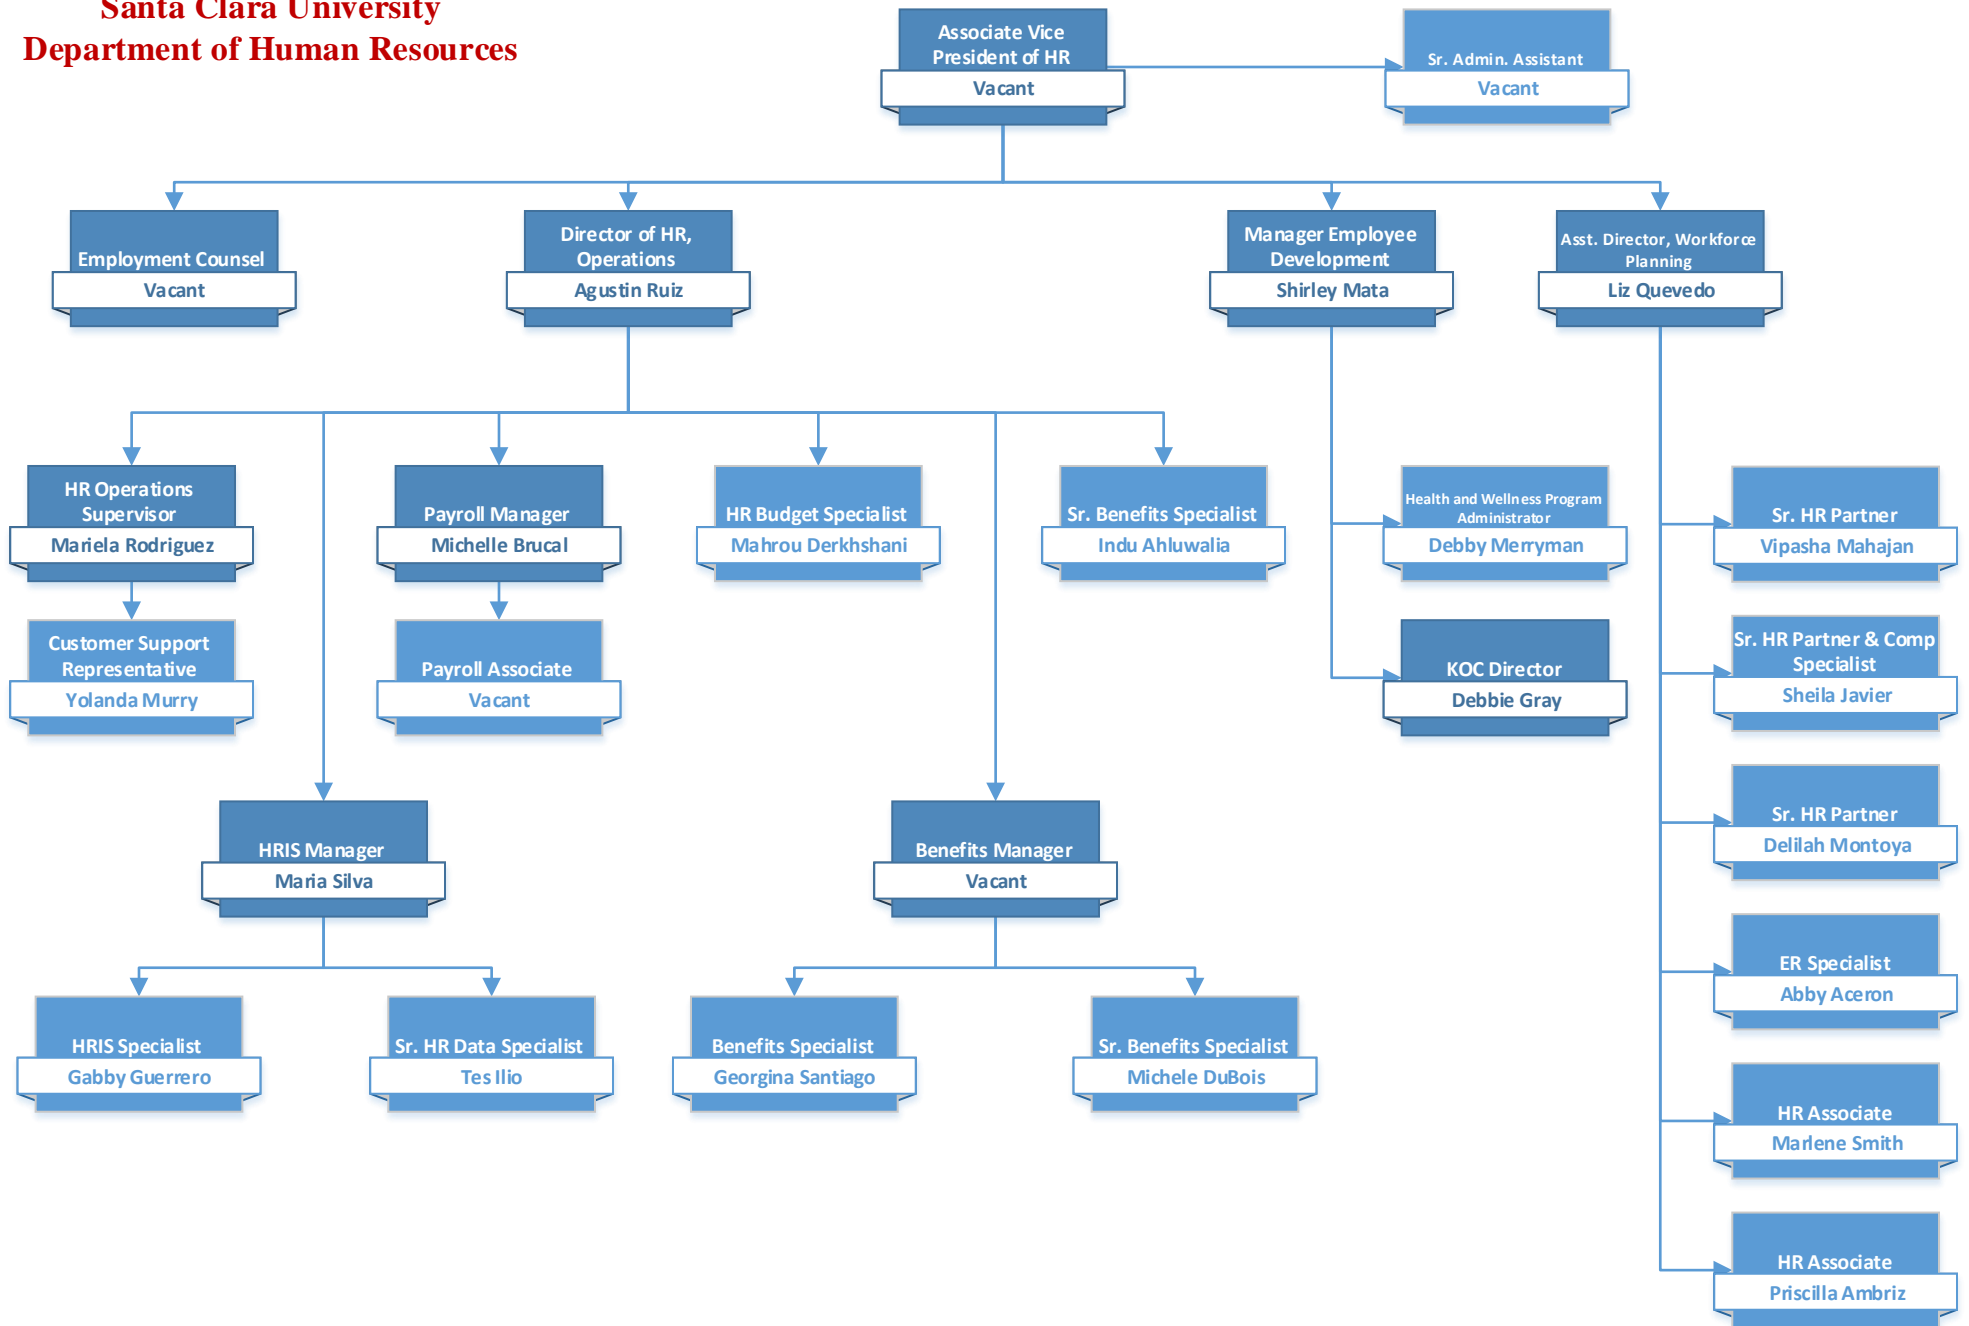 Santa Clara University
Department of Human Resources
Associate Vice
President of HR
Vacant
Sr. Admin. Assistant
Vacant
Employment Counsel
Vacant
Director of HR,
Operations
Agustin Ruiz
Manager Employee
Development
Shirley Mata
Asst. Director, Workforce
Planning
Liz Quevedo
HR Operations
Supervisor
Mariela Rodriguez
Payroll Manager
Michelle Brucal
HR Budget Specialist
Mahrou Derkhshani
Sr. Benefits Specialist
Indu Ahluwalia
Health and Wellness Program
Administrator
Debby Merryman
Sr. HR Partner
Vipasha Mahajan
Customer Support
Representative
Yolanda Murry
Payroll Associate
Vacant
KOC Director
Debbie Gray
Sr. HR Partner & Comp
Specialist
Sheila Javier
Sr. HR Partner
Delilah Montoya
HRIS Manager
Maria Silva
Benefits Manager
Vacant
ER Specialist
Abby Aceron
HRIS Specialist
Gabby Guerrero
Sr. HR Data Specialist
Tes Ilio
Benefits Specialist
Georgina Santiago
Sr. Benefits Specialist
Michele DuBois
HR Associate
Marlene Smith
HR Associate
Priscilla Ambriz